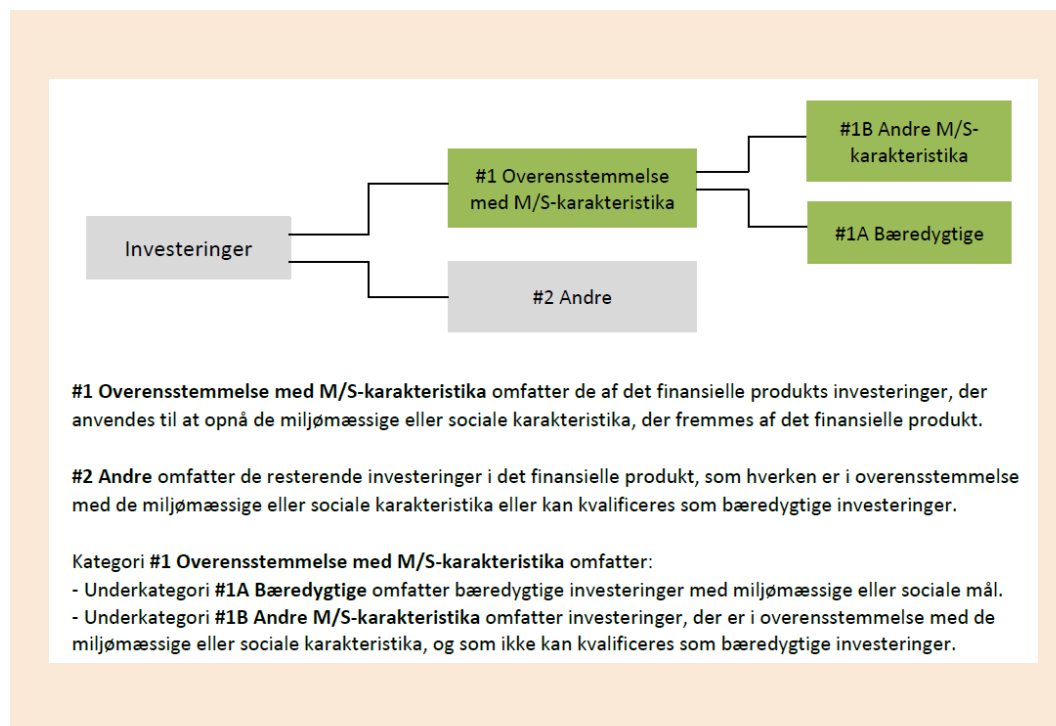 #1B Andre M/S-
karakteristika
#1 Overensstemmelse
med M/S-karakteristika
#1A Bæredygtige
Investeringer
#2 Andre
#1 Overensstemmelse med M/S-karakteristika omfatter de af det finansielle produkts investeringer, der
anvendes til at opnå de miljømæssige eller sociale karakteristika, der fremmes af det finansielle produkt.
#2 Andre omfatter de resterende investeringer i det finansielle produkt, som hverken er i overensstemmelse
med de miljømæssige eller sociale karakteristika eller kan kvalificeres som bæredygtige investeringer.
Kategori #1 Overensstemmelse med M/S-karakteristika omfatter:
- Underkategori #1A Bæredygtige omfatter bæredygtige investeringer med miljømæssige eller sociale mål.
- Underkategori #1B Andre M/S-karakteristika omfatter investeringer, der er i overensstemmelse med de
miljømæssige eller sociale karakteristika, og som ikke kan kvalificeres som bæredygtige investeringer.